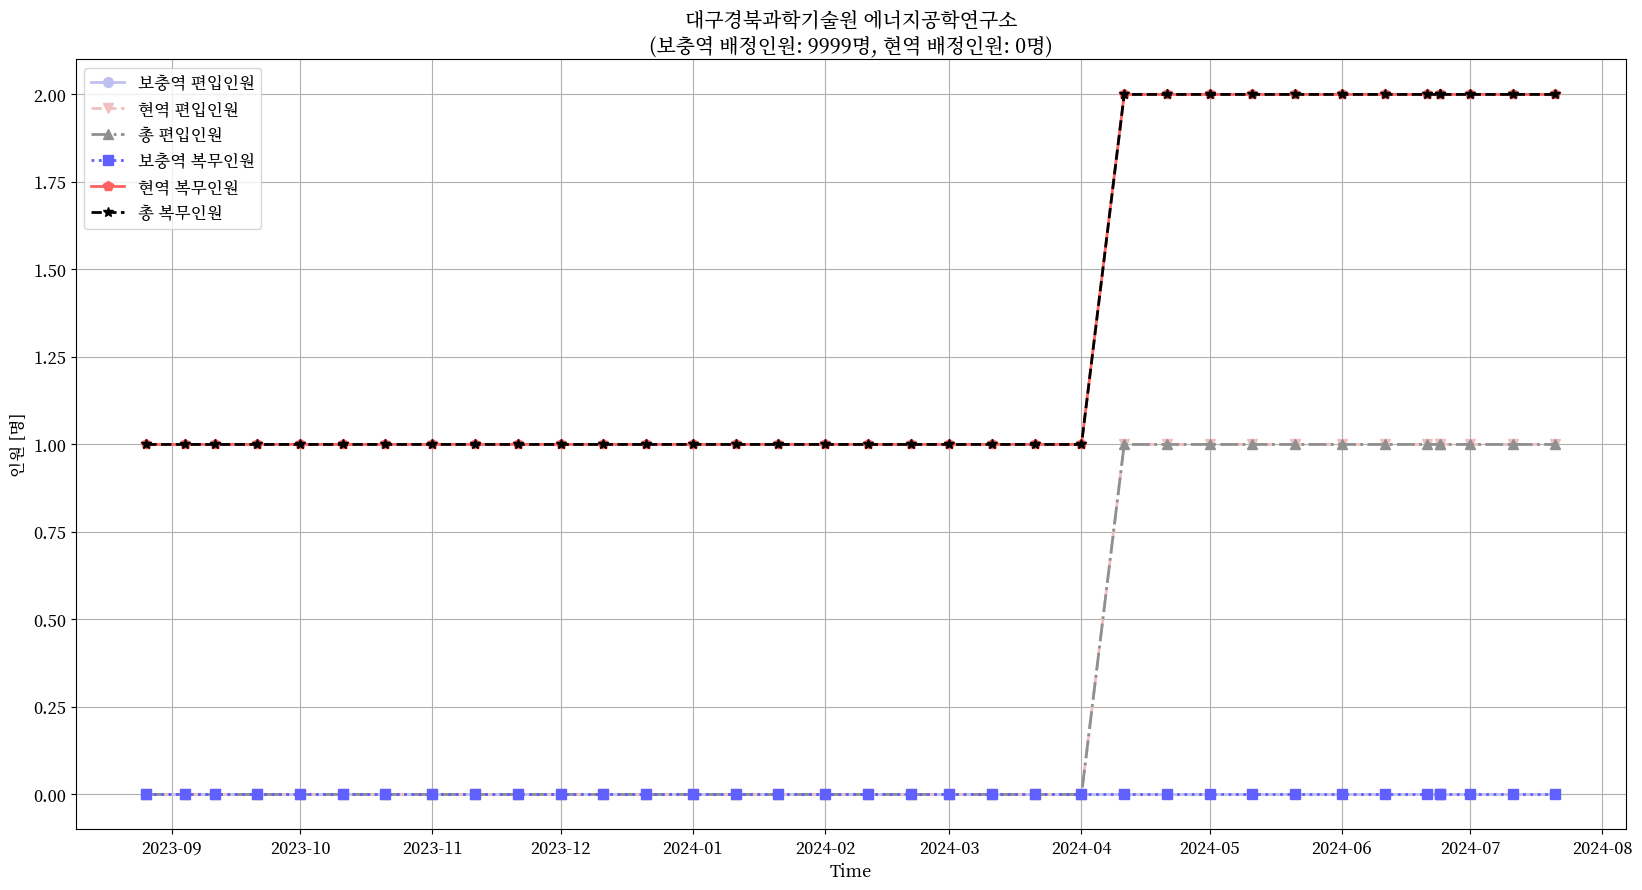 대구경북과학기술원 에너지공학연구소
(보충역 배정인원: 9999명, 현역 배정인원: 0명)
보충역 편입인원
현역 편입인원
총 편입인원
보충역 복무인원
현역 복무인원
총 복무인원
2.00
1.75
1.50
1.25
1.00
0.75
0.50
0.25
0.00
인원 [명]
2023-09
2023-10
2023-11
2023-12
2024-01
2024-02
2024-03
2024-04
2024-05
2024-06
2024-07
2024-08
Time